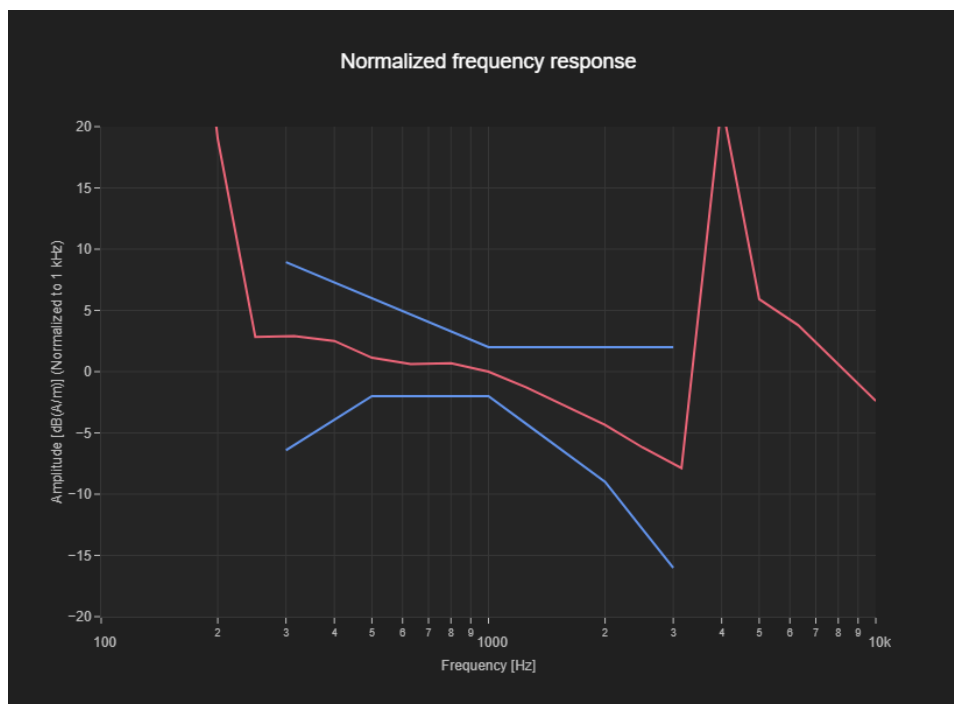 Normalized frequency response
Amplitude [dB(A/m)] (Normalized to 1 kHz)
20
15
10
5
0
−5
−10
−15
−20
100 2 3 4 5 6 7 8 9 1000 2 3 4 5 6 7 8 9 10k
Frequency [Hz]